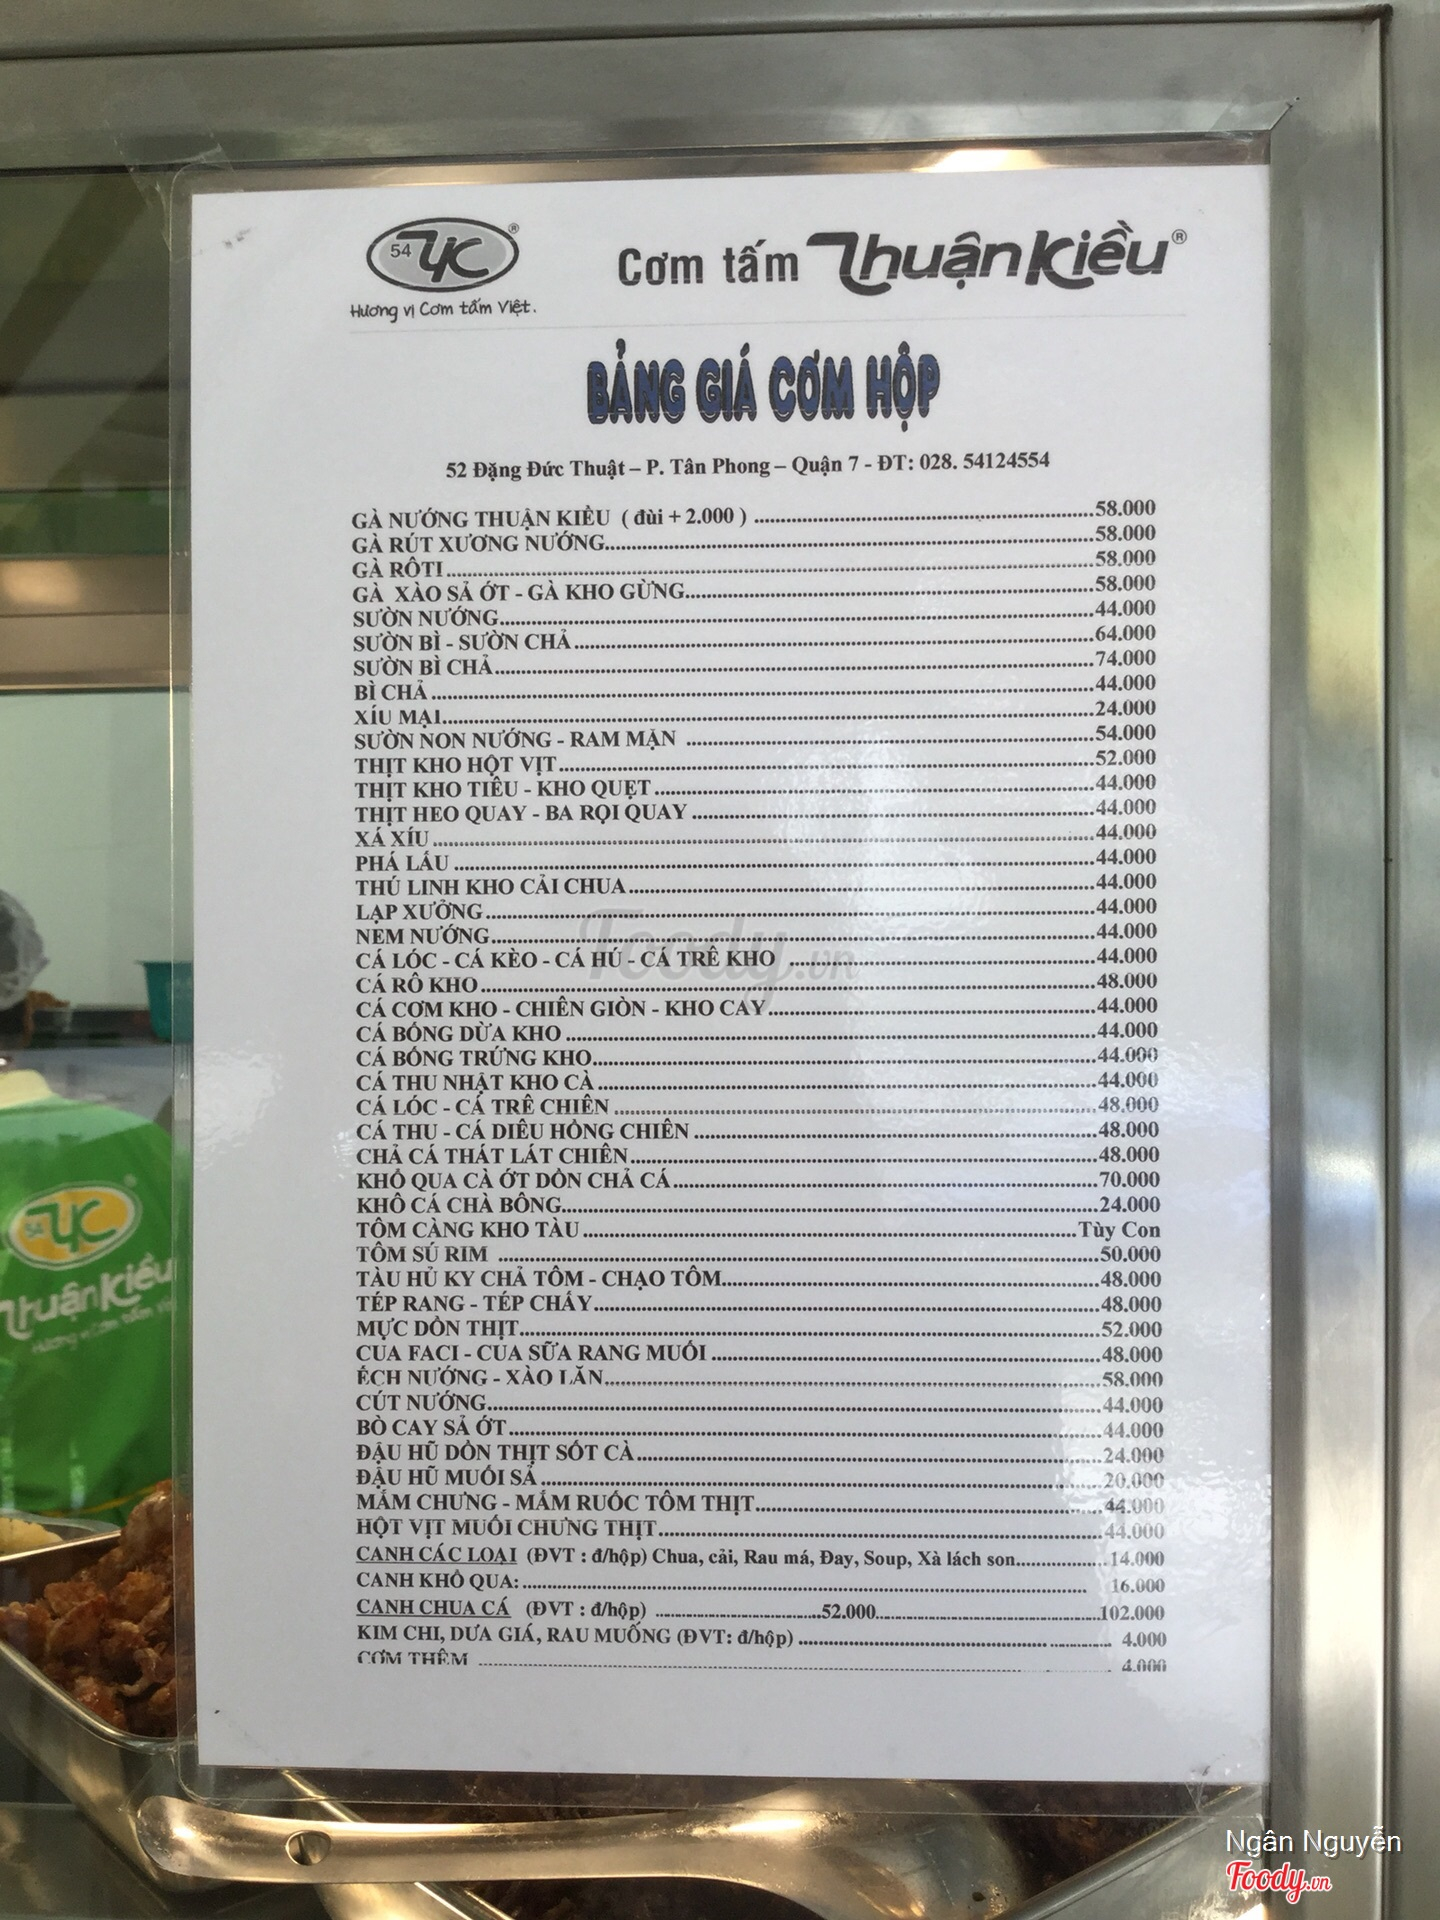 54 YC ®
Hương vị Cơm tấm Việt.
Cơm tấm Thuận Kiều ®
BẢNG GIÁ CƠM HỘP
52 Đặng Đức Thuật – P. Tân Phong – Quận 7 - ĐT: 028. 54124554
GÀ NƯỚNG THUẬN KIỀU ( đùi + 2.000 ) 58.000
GÀ RÚT XƯƠNG NƯỚNG 58.000
GÀ RÔTI 58.000
GÀ XÀO SẢ ỚT - GÀ KHO GỪNG 58.000
SƯỜN NƯỚNG 44.000
SƯỜN BÌ - SƯỜN CHẢ 64.000
SƯỜN BÌ CHẢ 74.000
BÌ CHẢ 44.000
XÍU MẠI 24.000
SƯỜN NON NƯỚNG - RAM MẶN 54.000
THỊT KHO HỘT VỊT 52.000
THỊT KHO TIÊU - KHO QUẸT 44.000
THỊT HEO QUAY - BA RỌI QUAY 44.000
XÁ XÍU 44.000
PHÁ LẤU 44.000
THÚ LINH KHO CẢI CHUA 44.000
LẠP XƯỞNG 44.000
NEM NƯỚNG 44.000
CÁ LÓC - CÁ KÈO - CÁ HÚ - CÁ TRÊ KHO 44.000
CÁ RÔ KHO 48.000
CÁ CƠM KHO - CHIÊN GIÒN - KHO CAY 44.000
CÁ BỐNG DỪA KHO 44.000
CÁ BỐNG TRỨNG KHO 44.000
CÁ THU NHẬT KHO CÀ 44.000
CÁ LÓC - CÁ TRÊ CHIÊN 48.000
CÁ THU - CÁ DIÊU HỒNG CHIÊN 48.000
CHẢ CÁ THÁT LÁT CHIÊN 48.000
KHỔ QUA CÀ ỚT DỒN CHẢ CÁ 70.000
KHÔ CÁ CHÀ BÔNG 24.000
TÔM CÀNG KHO TÀU Tùy Con
TÔM SÚ RIM 50.000
TÀU HỦ KY CHẢ TÔM - CHẠO TÔM 48.000
TÉP RANG - TÉP CHẤY 48.000
MỰC DỒN THỊT 52.000
CUA FACI - CUA SỮA RANG MUỐI 48.000
ẾCH NƯỚNG - XÀO LĂN 58.000
CÚT NƯỚNG 44.000
BÒ CAY SẢ ỚT 44.000
ĐẬU HŨ DỒN THỊT SỐT CÀ 24.000
ĐẬU HŨ MUỐI SẢ 20.000
MẮM CHƯNG - MẮM RUỐC TÔM THỊT 44.000
HỘT VỊT MUỐI CHƯNG THỊT 44.000
CANH CÁC LOẠI (ĐVT : đ/hộp) Chua, cải, Rau má, Đay, Soup, Xà lách son 14.000
CANH KHỔ QUA: 16.000
CANH CHUA CÁ (ĐVT : đ/hộp) 52.000 102.000
KIM CHI, DƯA GIÁ, RAU MUỐNG (ĐVT: đ/hộp) 4.000
CƠM THÊM 4.000
Foody.vn
54 YC
Thuận Kiều
Hương vị Cơm tấm
Ngân Nguyễn
Foody.vn